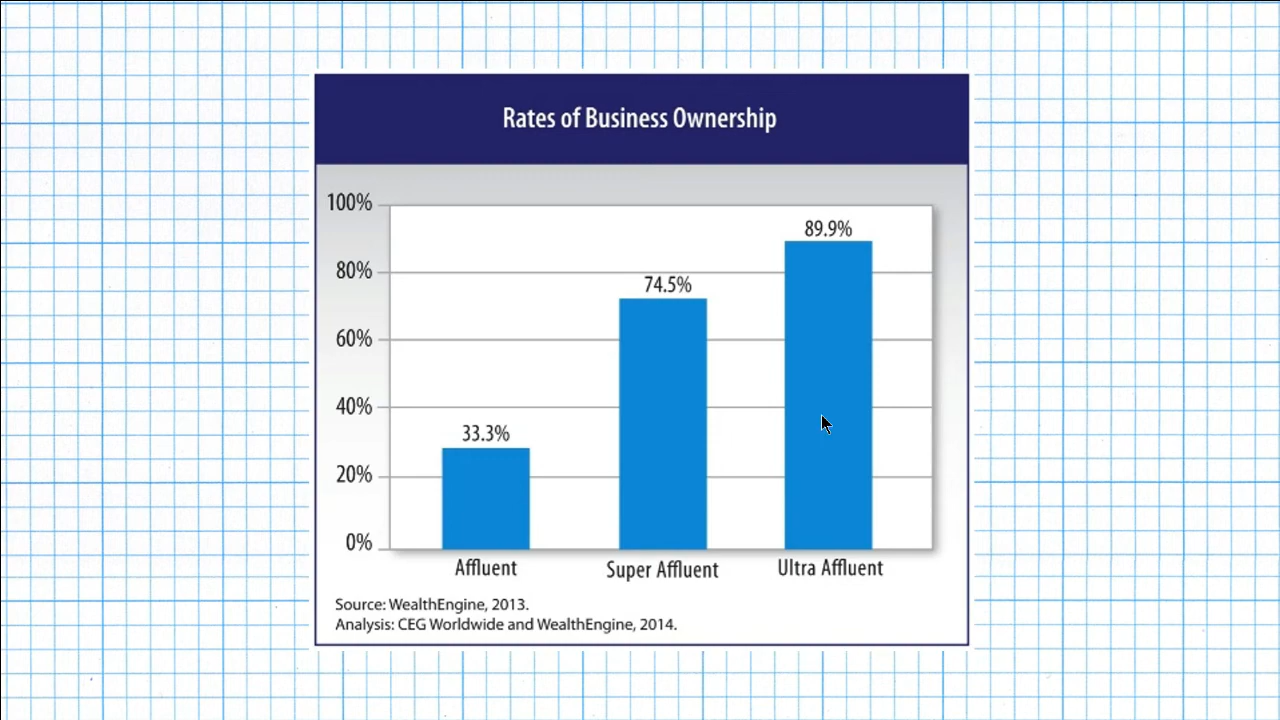 Rates of Business Ownership
100%
80%
60%
40%
20%
0%
33.3%
74.5%
89.9%
Affluent
Super Affluent
Ultra Affluent
Source: WealthEngine, 2013.
Analysis: CEG Worldwide and WealthEngine, 2014.